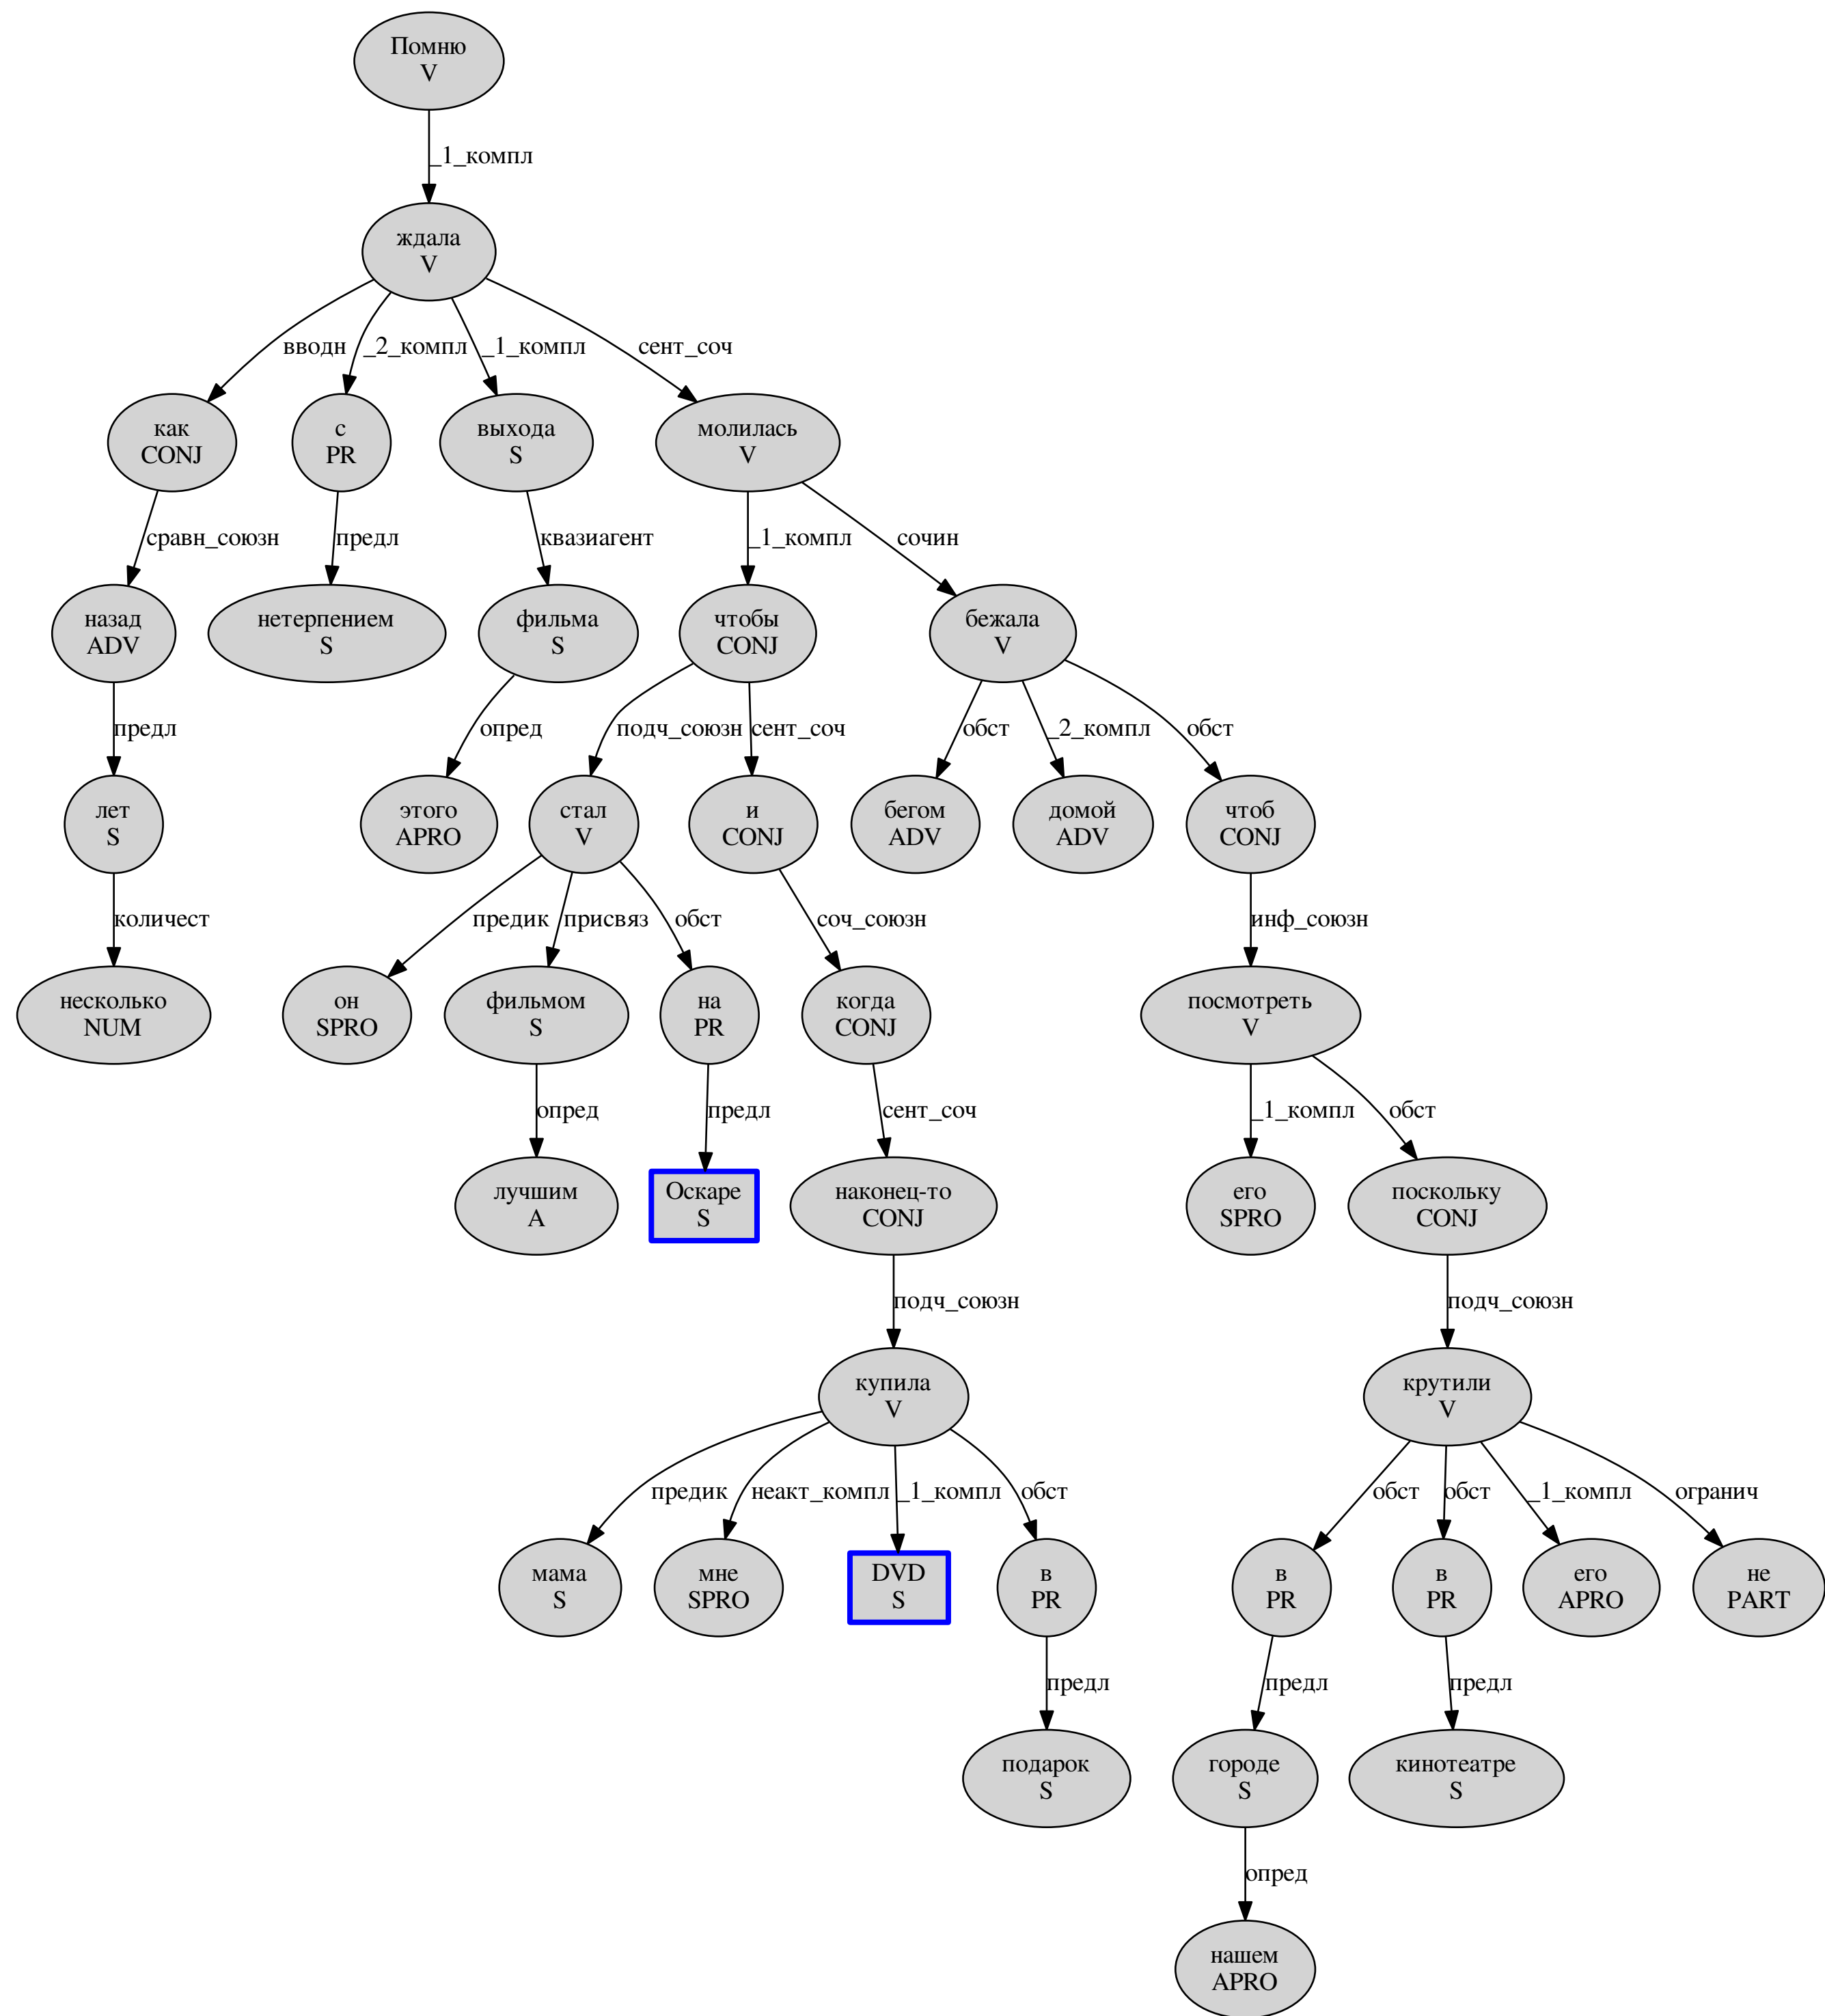 Помню
V
_1_компл
ждала
V
вводн
_2_компл
_1_компл
сент_соч
как
CONJ
с
PR
выхода
S
молилась
V
сравн_союзн
предл
квазиагент
_1_компл
сочин
назад
ADV
нетерпением
S
фильма
S
чтобы
CONJ
бежала
V
предл
опред
подч_союзн
сент_соч
обст
_2_компл
обст
лет
S
этого
APRO
стал
V
и
CONJ
бегом
ADV
домой
ADV
чтоб
CONJ
количест
предик
присвяз
обст
соч_союзн
инф_союзн
несколько
NUM
он
SPRO
фильмом
S
на
PR
когда
CONJ
посмотреть
V
опред
предл
сент_соч
_1_компл
обст
лучшим
A
Оскаре
S
наконец-то
CONJ
его
SPRO
поскольку
CONJ
подч_союзн
подч_союзн
купила
V
крутили
V
предик
неакт_компл
_1_компл
обст
обст
обст
_1_компл
огранич
мама
S
мне
SPRO
DVD
S
в
PR
в
PR
в
PR
его
APRO
не
PART
предл
предл
предл
подарок
S
городе
S
кинотеатре
S
опред
нашем
APRO